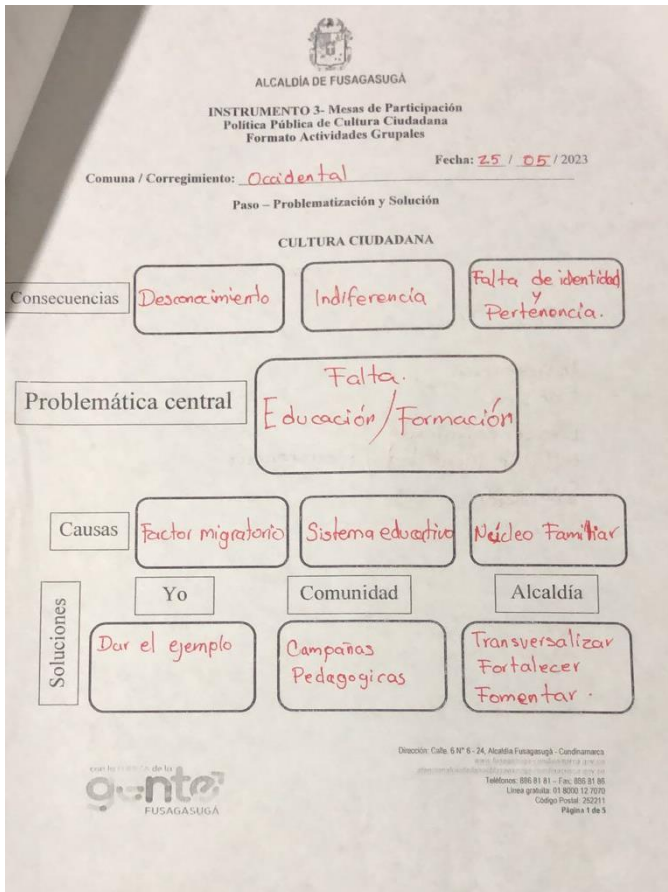 ALCALDÍA DE FUSAGASUGÁ
INSTRUMENTO 3- Mesas de Participación
Política Pública de Cultura Ciudadana
Formato Actividades Grupales
Fecha: 25 / 05 / 2023
Comuna / Corregimiento: Occidental
Paso – Problematización y Solución
CULTURA CIUDADANA
Consecuencias
Desconocimiento
Indiferencia
Falta de identidad
y
Pertenencia.
Problemática central
Falta.
Educación/Formación
Causas
Factor migratorio
Sistema educativo
Núcleo Familiar
Yo
Comunidad
Alcaldía
Soluciones
Dar el ejemplo
Campañas
Pedagogicas
Transversalizar
Fortalecer
Fomentar.
Dirección: Calle. 6 N° 6 - 24, Alcaldía Fusagasugá - Cundinamarca
Teléfonos: 886 81 81 – Fax: 886 81 86
Línea gratuita: 01 8000 12 7070
Código Postal: 252211
Página 1 de 5
con la de la
gente
FUSAGASUGÁ